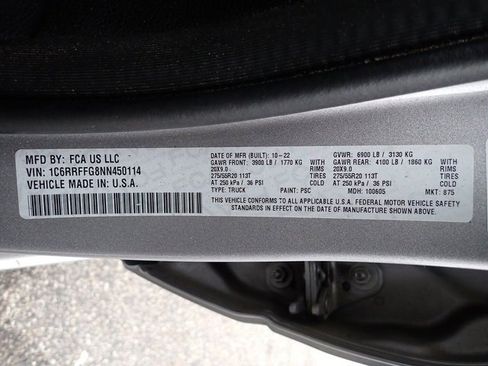 MFD BY: FCA US LLC
VIN: 1C6RRFFG8NN450114
VEHICLE MADE IN: U.S.A.
DATE OF MFR (BUILT): 10-22 GVWR: 6900 LB / 3130 KG
GAWR FRONT: 3900 LB / 1770 KG WITH GAWR REAR: 4100 LB / 1860 KG WITH
20X9.0 RIMS 20X9.0 RIMS
275/55R20 113T TIRES 275/55R20 113T TIRES
AT 250 kPa / 36 PSI COLD AT 250 kPa / 36 PSI COLD
TYPE: TRUCK PAINT: PSC MDH: 100605 MKT: 875
THIS VEHICLE CONFORMS TO ALL APPLICABLE U.S.A. FEDERAL MOTOR VEHICLE SAFETY
STANDARDS IN EFFECT ON THE DATE OF MANUFACTURE SHOWN ABOVE.